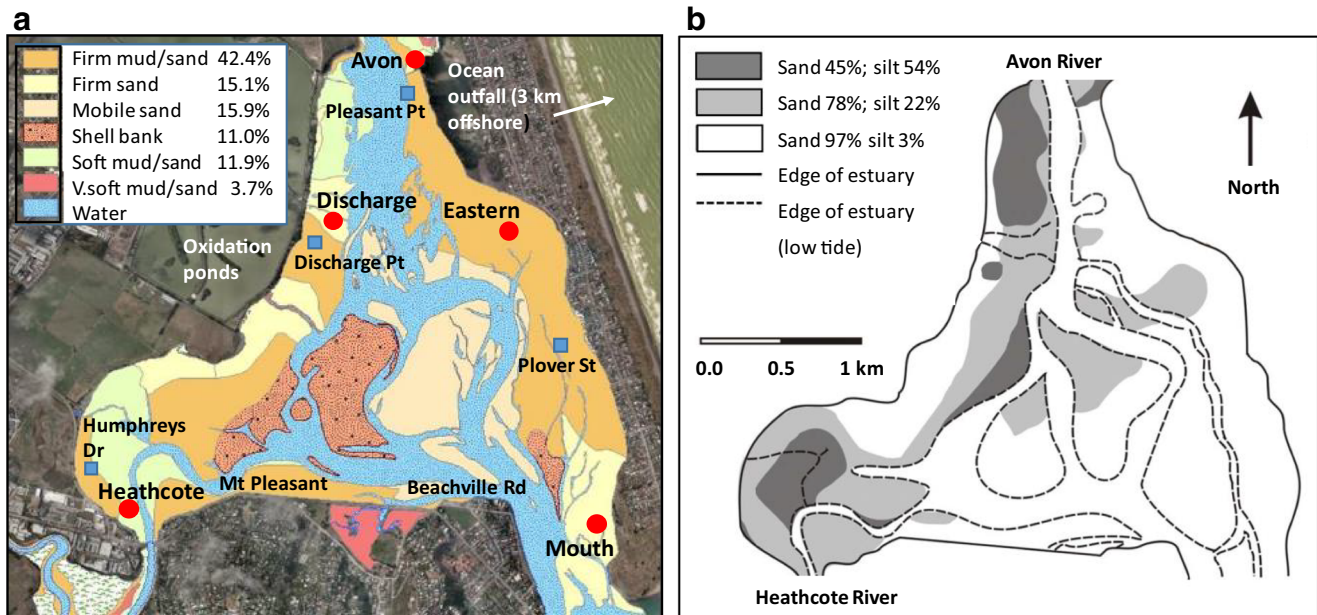 a
Firm mud/sand 42.4%
Firm sand 15.1%
Mobile sand 15.9%
Shell bank 11.0%
Soft mud/sand 11.9%
V.soft mud/sand 3.7%
Water
Avon
Pleasant Pt
Ocean
outfall (3 km
offshore)
Discharge
Eastern
Oxidation
ponds
Discharge Pt
Plover St
Humphreys
Dr
Heathcote
Mt Pleasant
Beachville Rd
Mouth
b
Sand 45%; silt 54%
Sand 78%; silt 22%
Sand 97% silt 3%
Edge of estuary
Edge of estuary
(low tide)
Avon River
North
0.0 0.5 1 km
Heathcote River